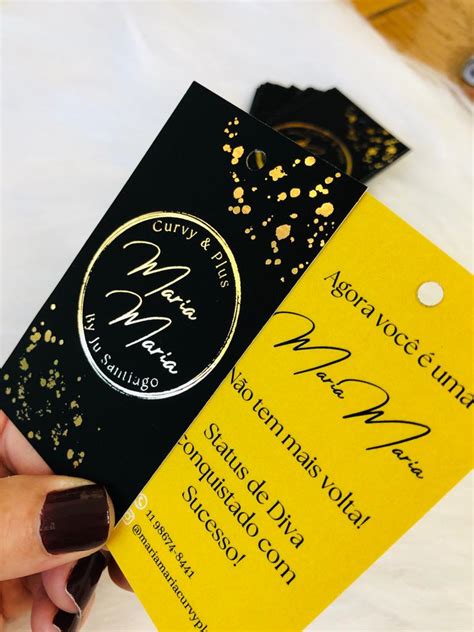 Curvy & Plus
Maria
Maria
by Ju Santiago
Agora você é uma
Maria Maria
Não tem mais volta!
Status de Diva
conquistado com
Sucesso!
11 98674-8441
@mariamariacurvypl